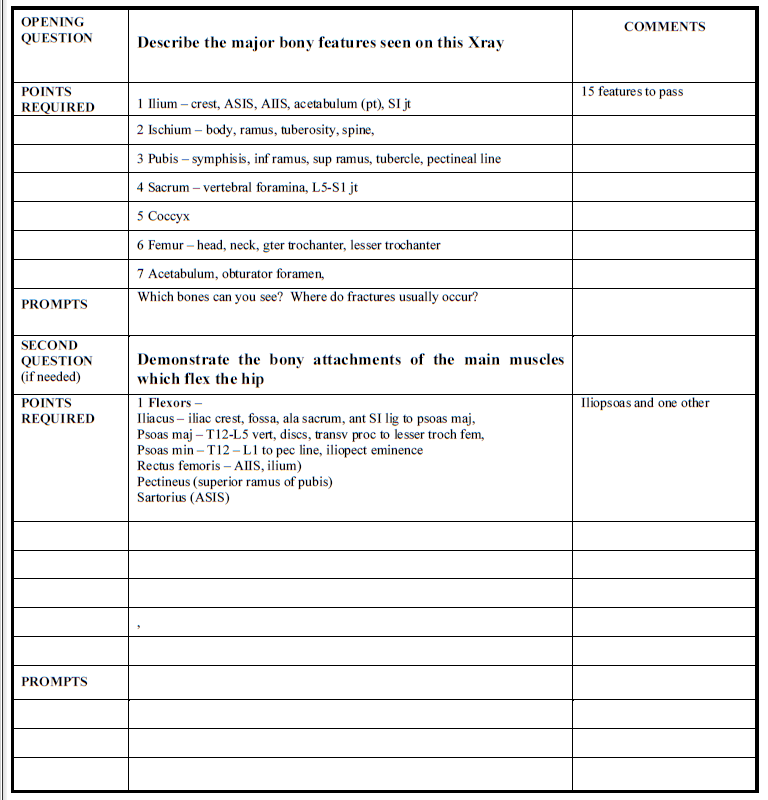 OPENING
QUESTION
Describe the major bony features seen on this Xray
COMMENTS
POINTS
REQUIRED
1 Ilium – crest, ASIS, AIIS, acetabulum (pt), SI jt
15 features to pass
2 Ischium – body, ramus, tuberosity, spine,
3 Pubis – symphisis, inf ramus, sup ramus, tubercle, pectineal line
4 Sacrum – vertebral foramina, L5-S1 jt
5 Coccyx
6 Femur – head, neck, gter trochanter, lesser trochanter
7 Acetabulum, obturator foramen,
PROMPTS
Which bones can you see? Where do fractures usually occur?
SECOND
QUESTION
(if needed)
Demonstrate the bony attachments of the main muscles
which flex the hip
POINTS
REQUIRED
1 Flexors –
Iliacus – iliac crest, fossa, ala sacrum, ant SI lig to psoas maj,
Psoas maj – T12-L5 vert, discs, transv proc to lesser troch fem,
Psoas min – T12 – L1 to pec line, iliopect eminence
Rectus femoris – AIIS, ilium)
Pectineus (superior ramus of pubis)
Sartorius (ASIS)
Iliopsoas and one other
,
PROMPTS